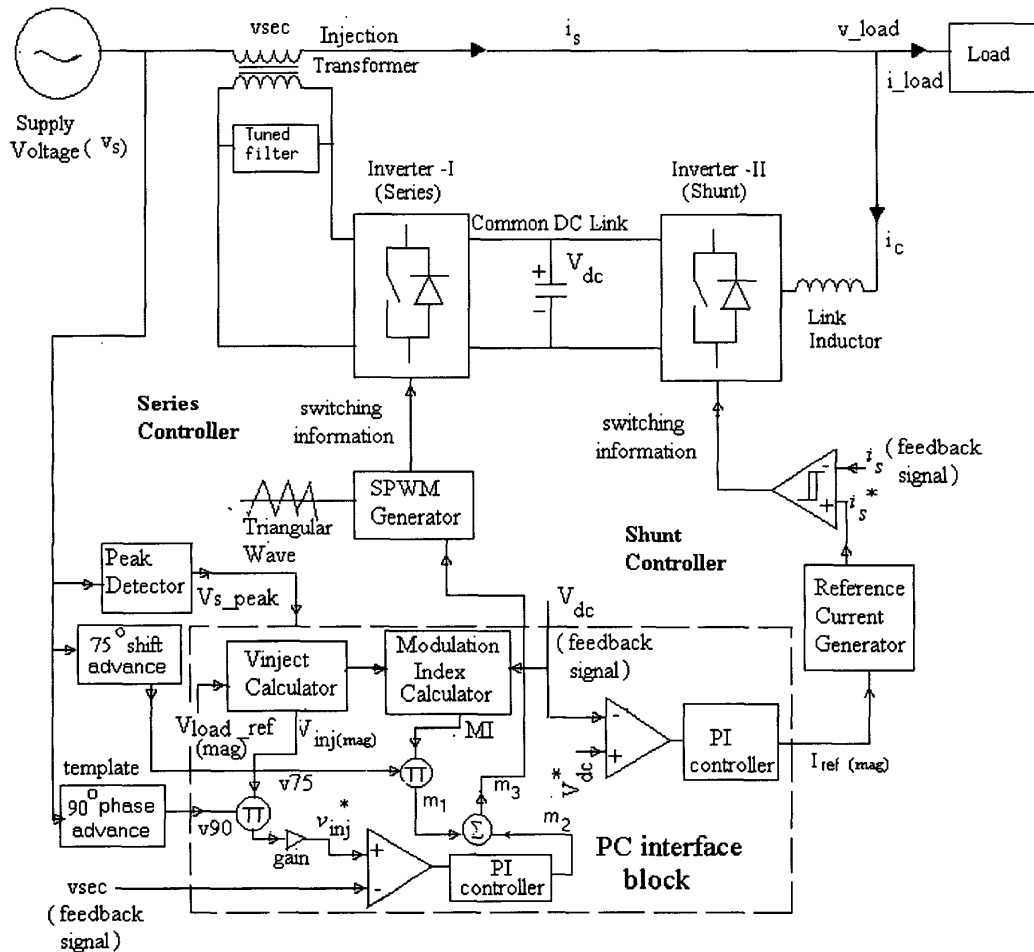 vsec
Injection
Transformer
i_s
v_load
i_load
Load
Supply
Voltage ( v_s )
Tuned
filter
Inverter -I
(Series)
Inverter -II
(Shunt)
Common DC Link
+
V_dc
-
i_c
Link
Inductor
Series
Controller
switching
information
switching
information
SPWM
Generator
Triangular
Wave
-
i_s (feedback
signal)
+
i_s*
Shunt
Controller
Peak
Detector
Vs_peak
Reference
Current
Generator
V_dc
(feedback
signal)
75° shift
advance
Vinject
Calculator
Modulation
Index
Calculator
Vload_ref
(mag)
V_inj(mag)
MI
-
+
V*_dc
PI
controller
I_ref (mag)
template
v75
π
m_1
m_3
m_2
90° phase
advance
v90
π
Σ
gain
v*_inj
+
-
PI
controller
PC interface
block
vsec
(feedback
signal)